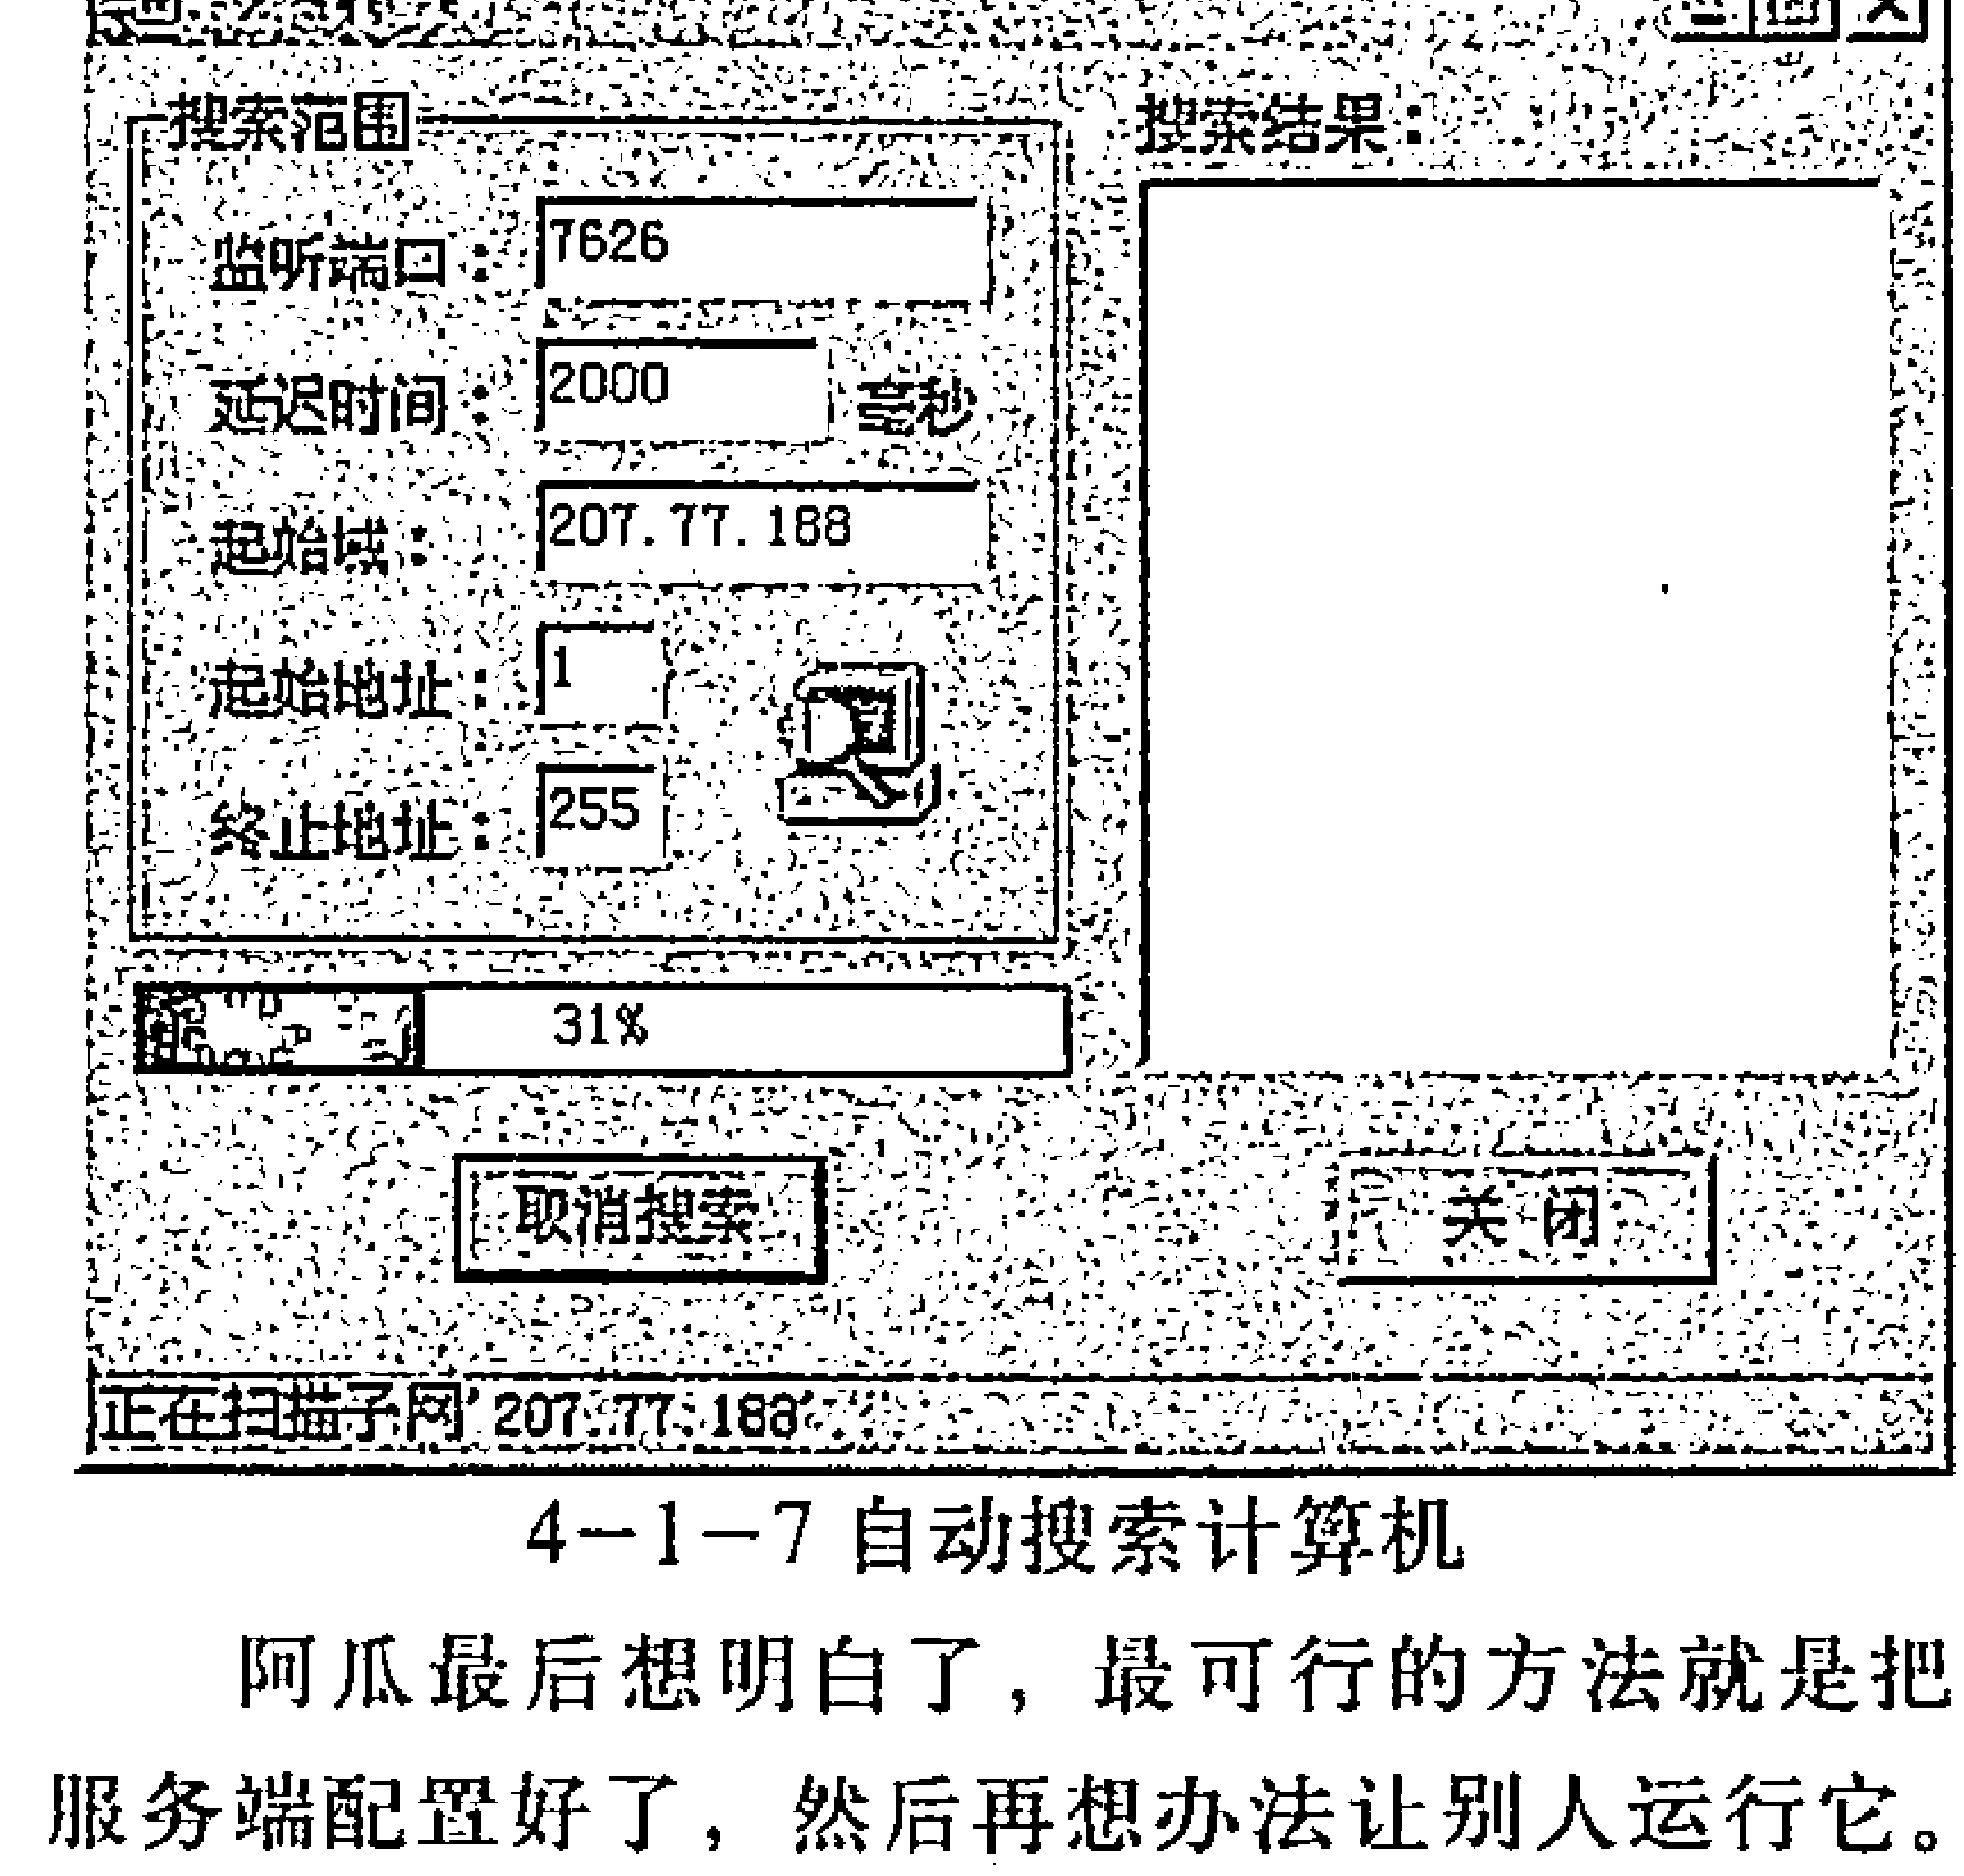 搜索范围
搜索结果：
监听端口：7626
延迟时间：2000 毫秒
起始域：207.77.188
起始地址：1
终止地址：255
31%
取消搜索
关 闭
正在扫描子网'207.77.188'
4-1-7 自动搜索计算机
阿瓜最后想明白了，最可行的方法就是把
服务端配置好了，然后再想办法让别人运行它。